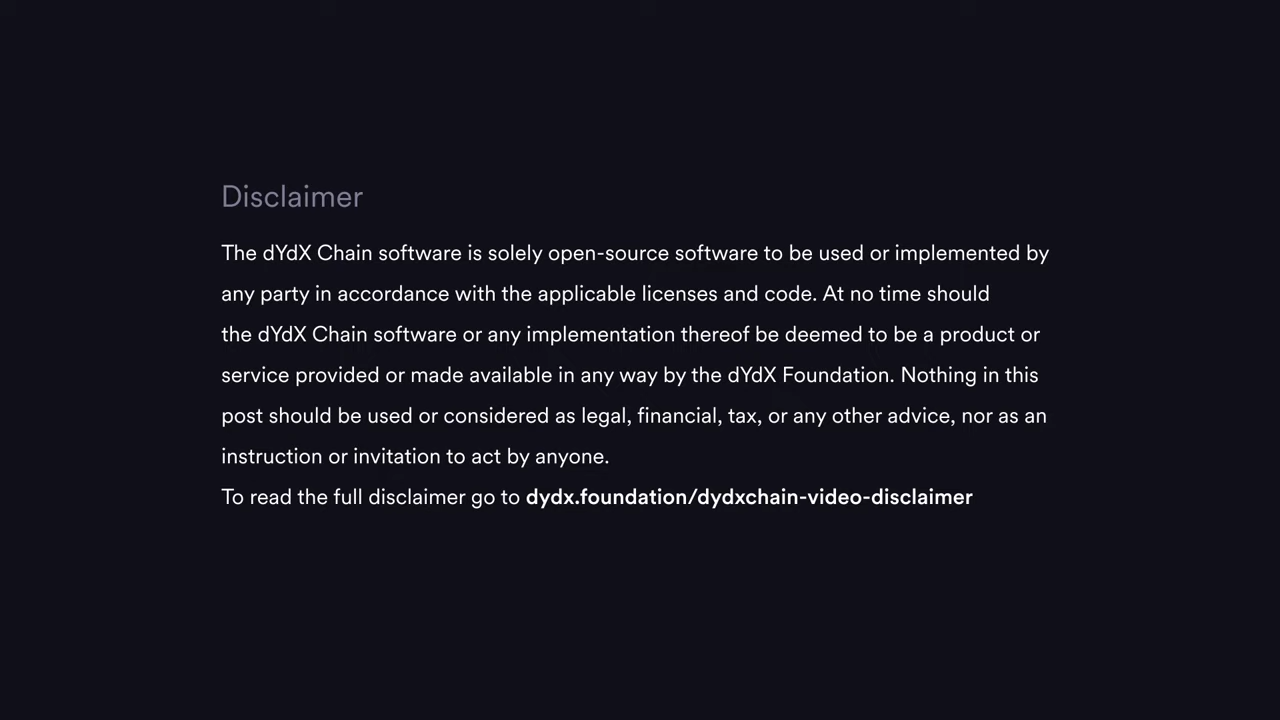 Disclaimer
The dYdX Chain software is solely open-source software to be used or implemented by
any party in accordance with the applicable licenses and code. At no time should
the dYdX Chain software or any implementation thereof be deemed to be a product or
service provided or made available in any way by the dYdX Foundation. Nothing in this
post should be used or considered as legal, financial, tax, or any other advice, nor as an
instruction or invitation to act by anyone.
To read the full disclaimer go to dydx.foundation/dydxchain-video-disclaimer